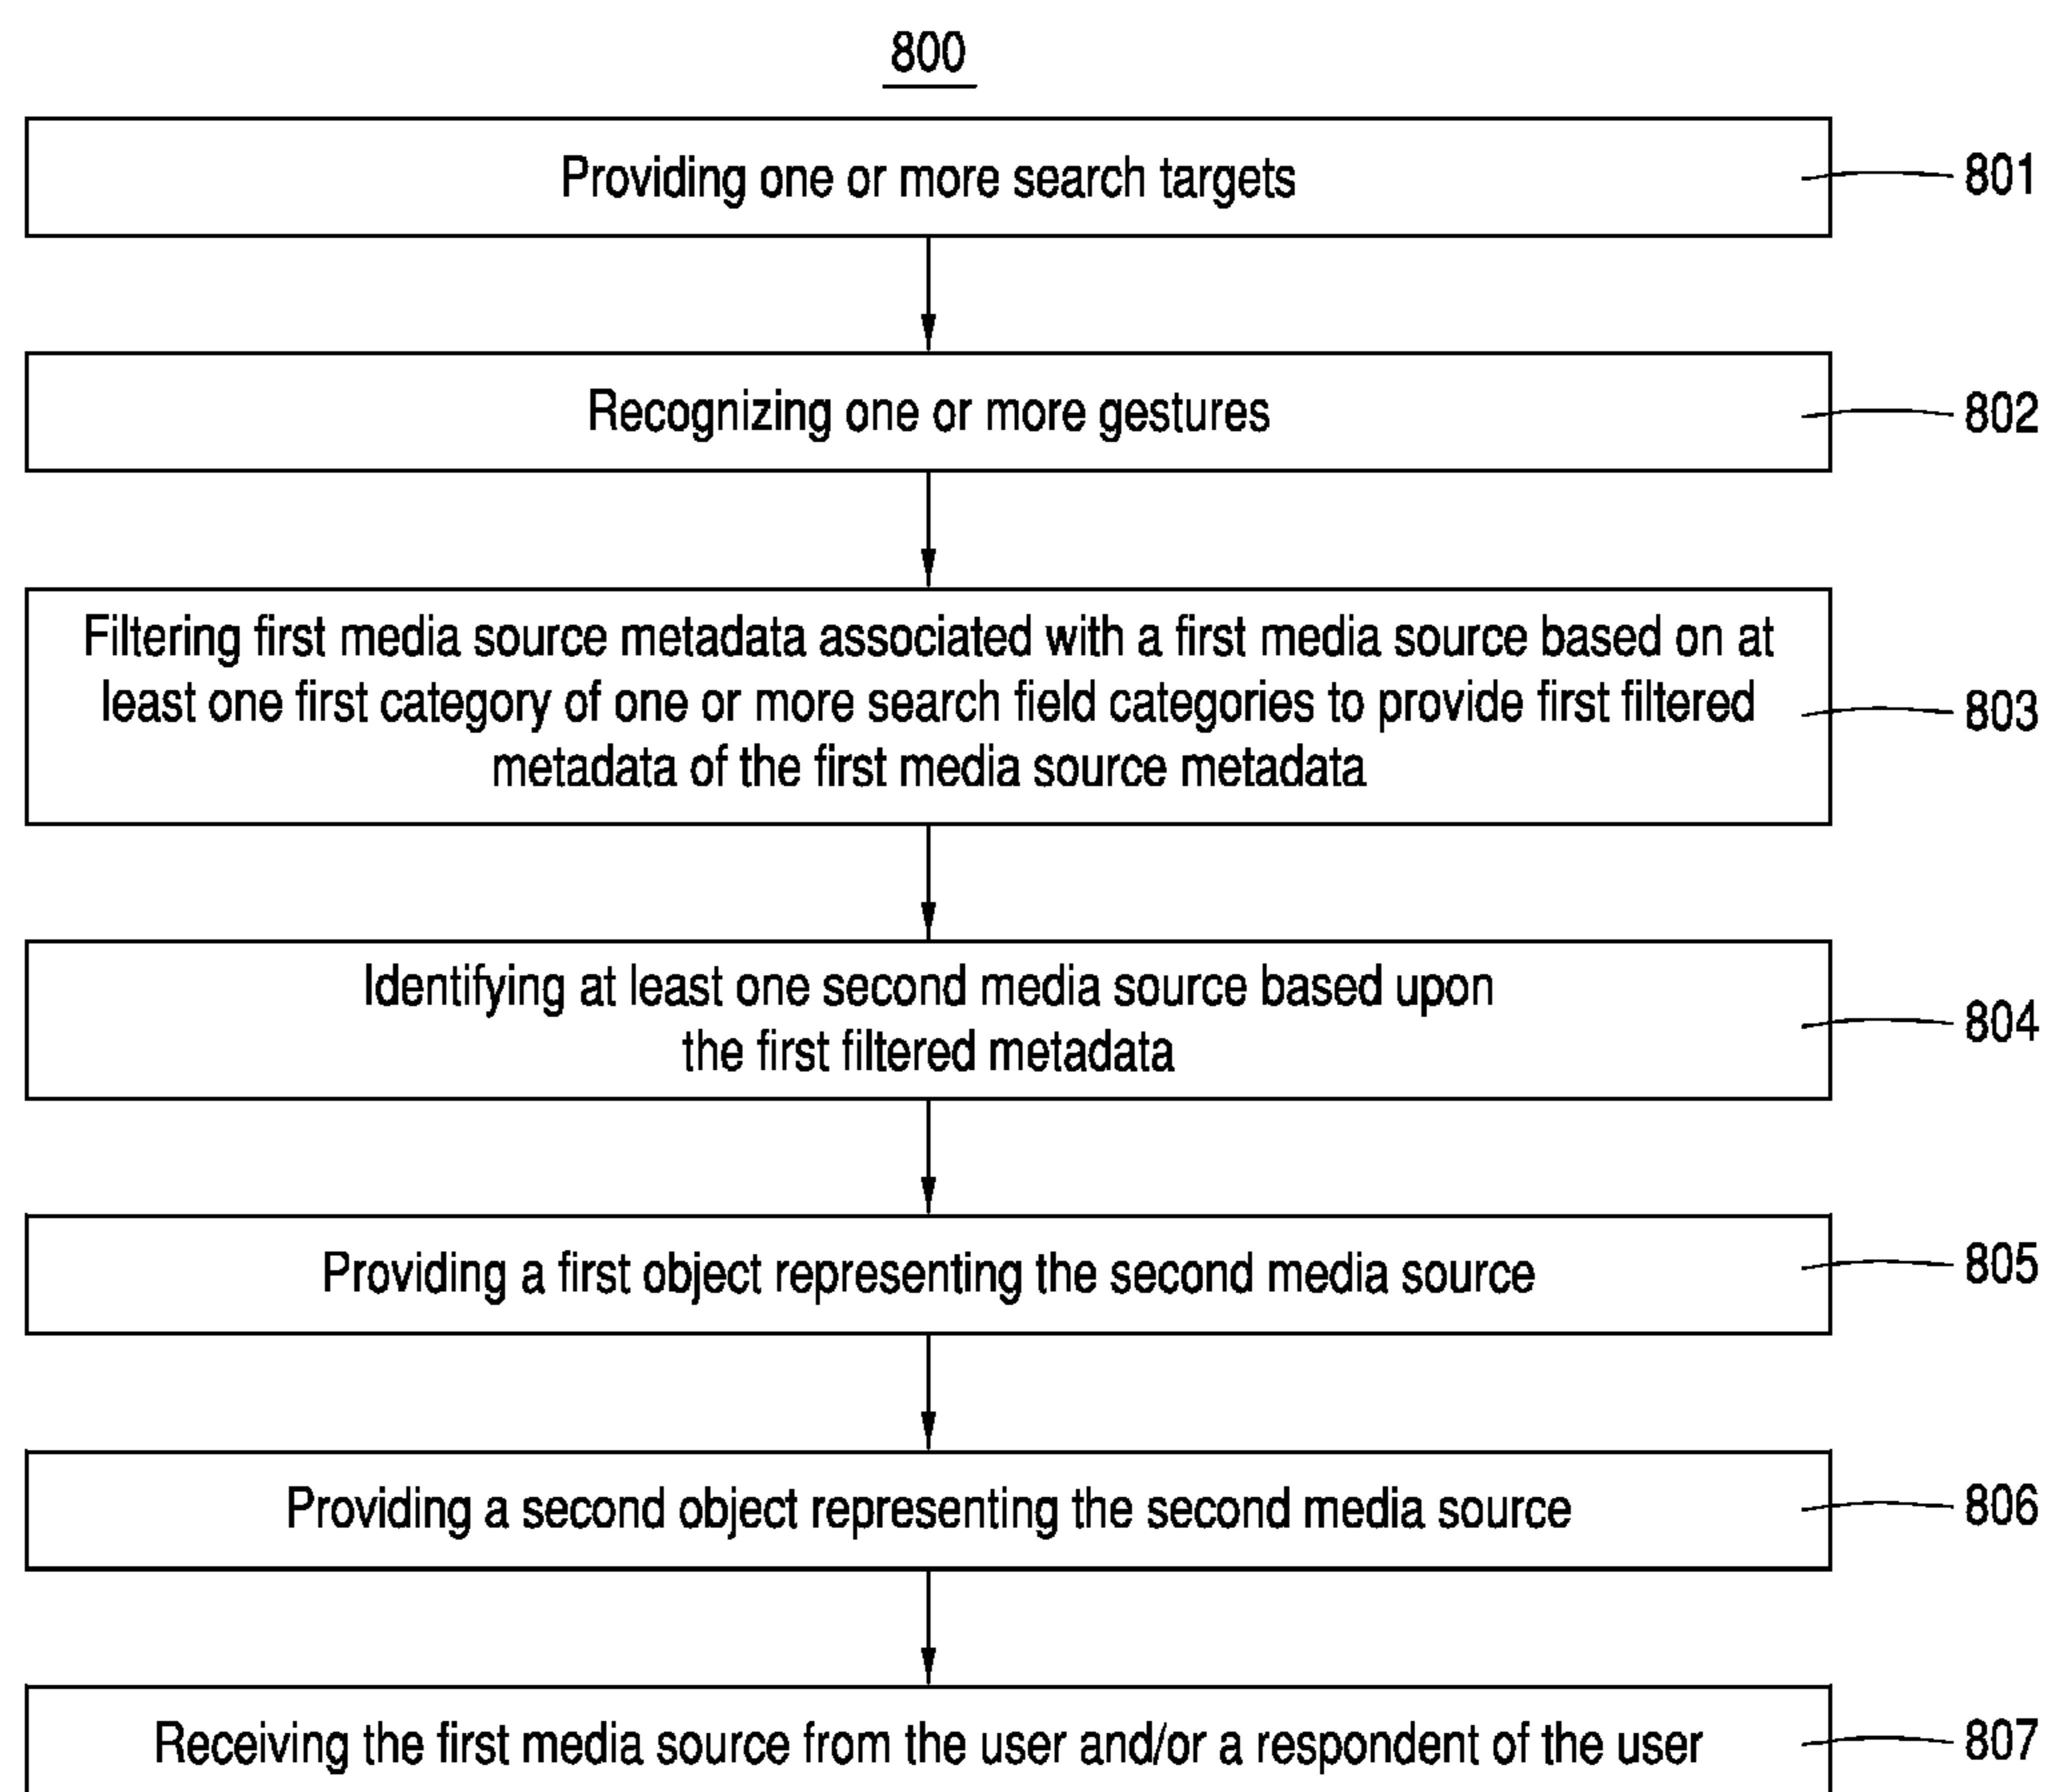 800
Providing one or more search targets
801
Recognizing one or more gestures
802
Filtering first media source metadata associated with a first media source based on at
least one first category of one or more search field categories to provide first filtered
metadata of the first media source metadata
803
Identifying at least one second media source based upon
the first filtered metadata
804
Providing a first object representing the second media source
805
Providing a second object representing the second media source
806
Receiving the first media source from the user and/or a respondent of the user
807